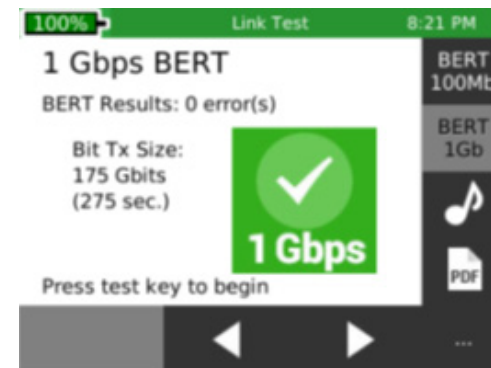 100%
Link Test
8:21 PM
1 Gbps BERT
BERT Results: 0 error(s)
Bit Tx Size:
175 Gbits
(275 sec.)
1 Gbps
Press test key to begin
BERT
100Mb
BERT
1Gb
PDF
...